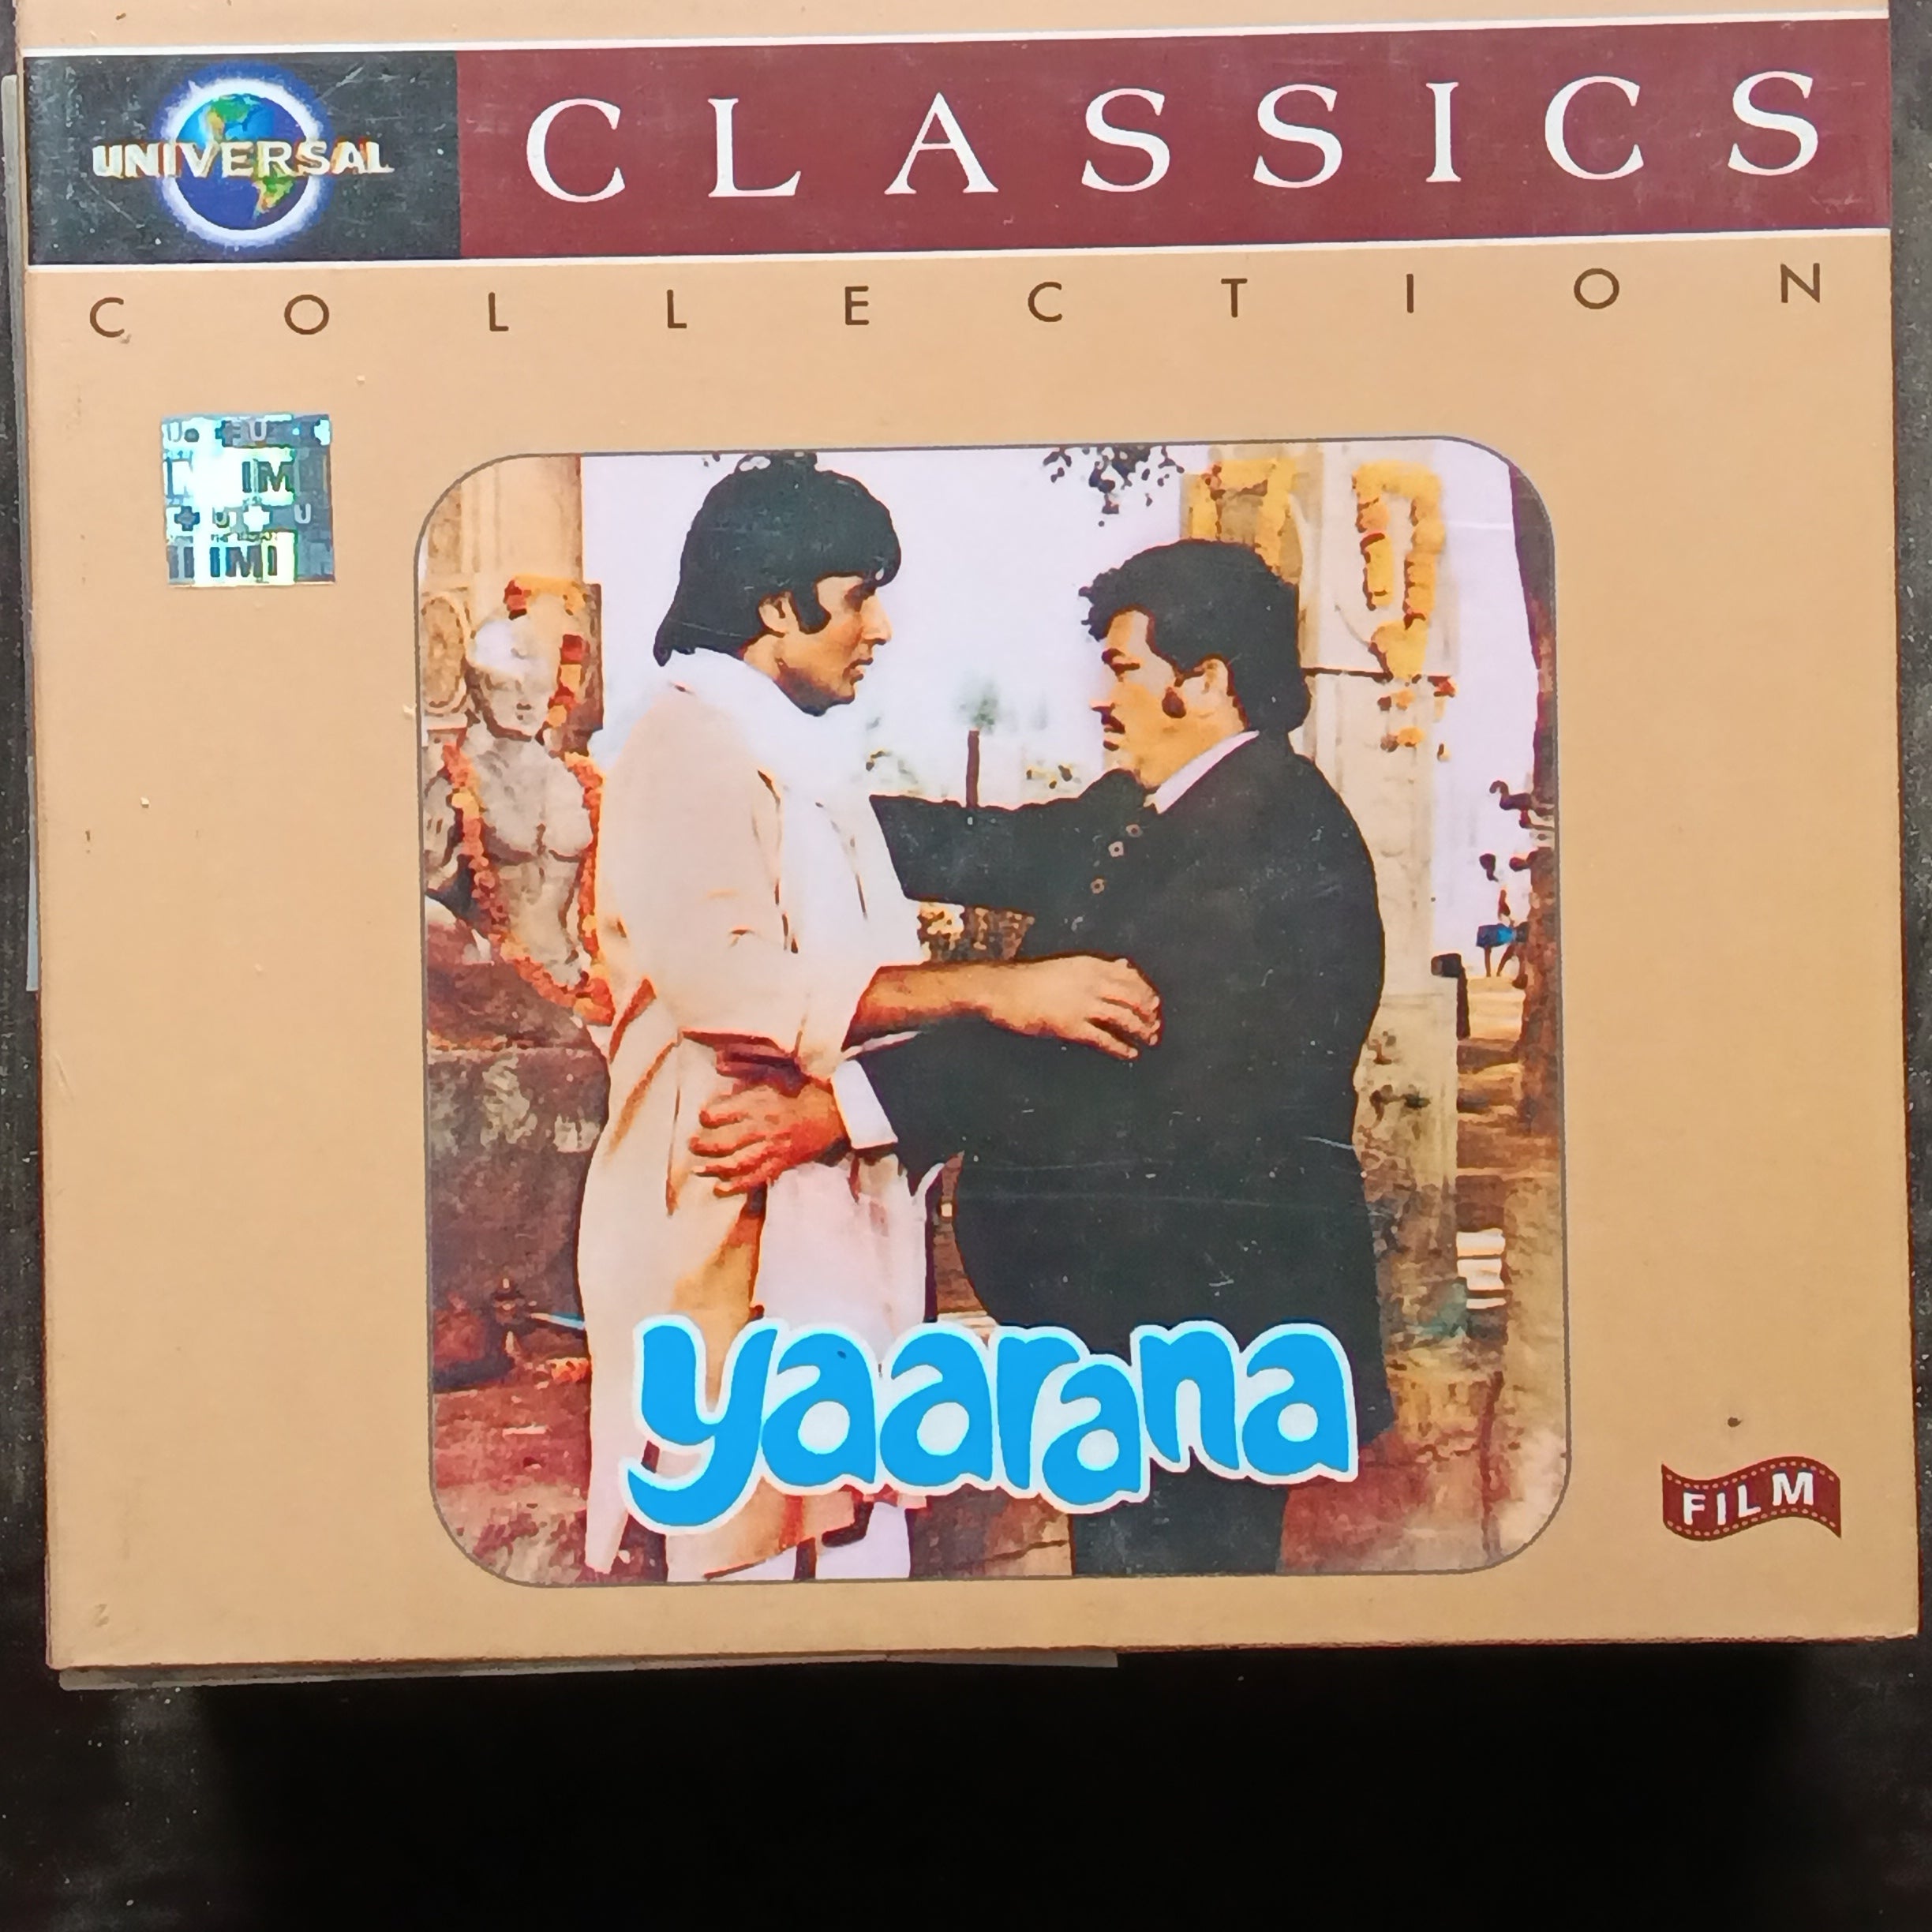 UNIVERSAL CLASSICS
COLLECTION
yaarana
FILM